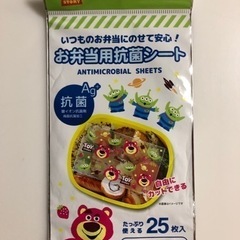 いつものお弁当にのせて安心!
お弁当用抗菌シート
ANTIMICROBIAL SHEETS
Ag+
抗菌
自由に
カットできる
TOY
たっぷり
使える
25枚入